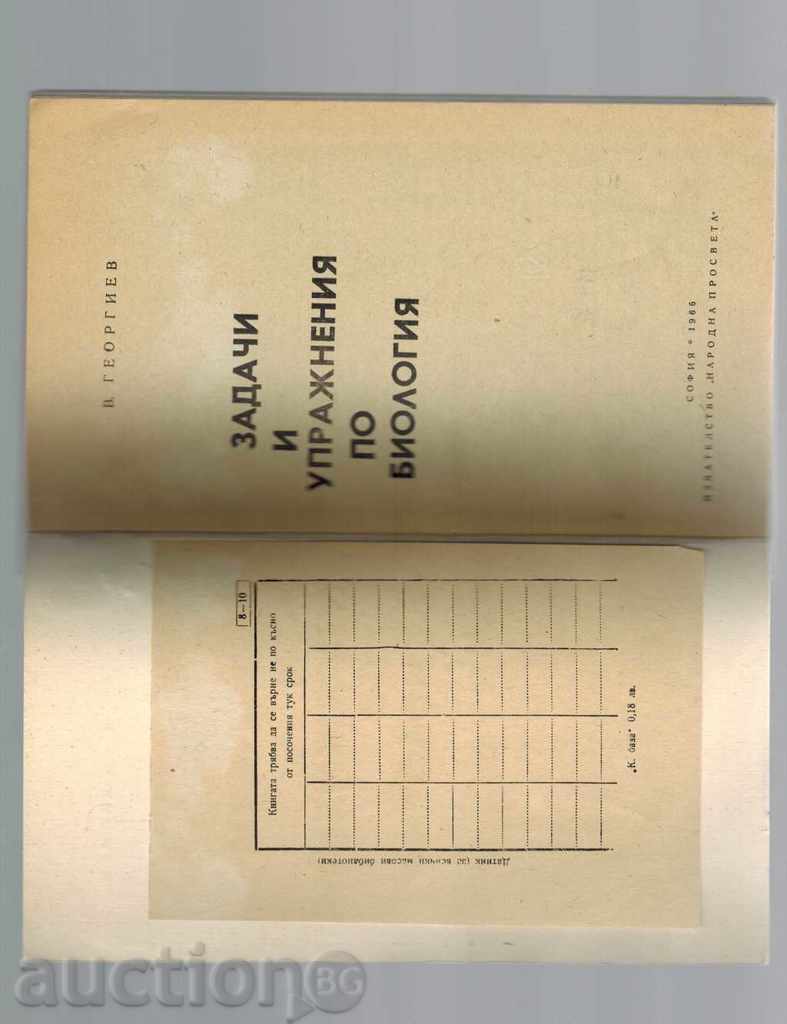 В. ГЕОРГИЕВ
ЗАДАЧИ
И
УПРАЖНЕНИЯ
ПО
БИОЛОГИЯ
СОФИЯ * 1966
ИЗДАТЕЛСТВО „НАРОДНА ПРОСВЕТА“
8—10
Книгата трябва да се върне не по късно
от посочения тук срок
„К. база“ 0,18 лв.
Датник (за всички масови библиотеки)
auction BG